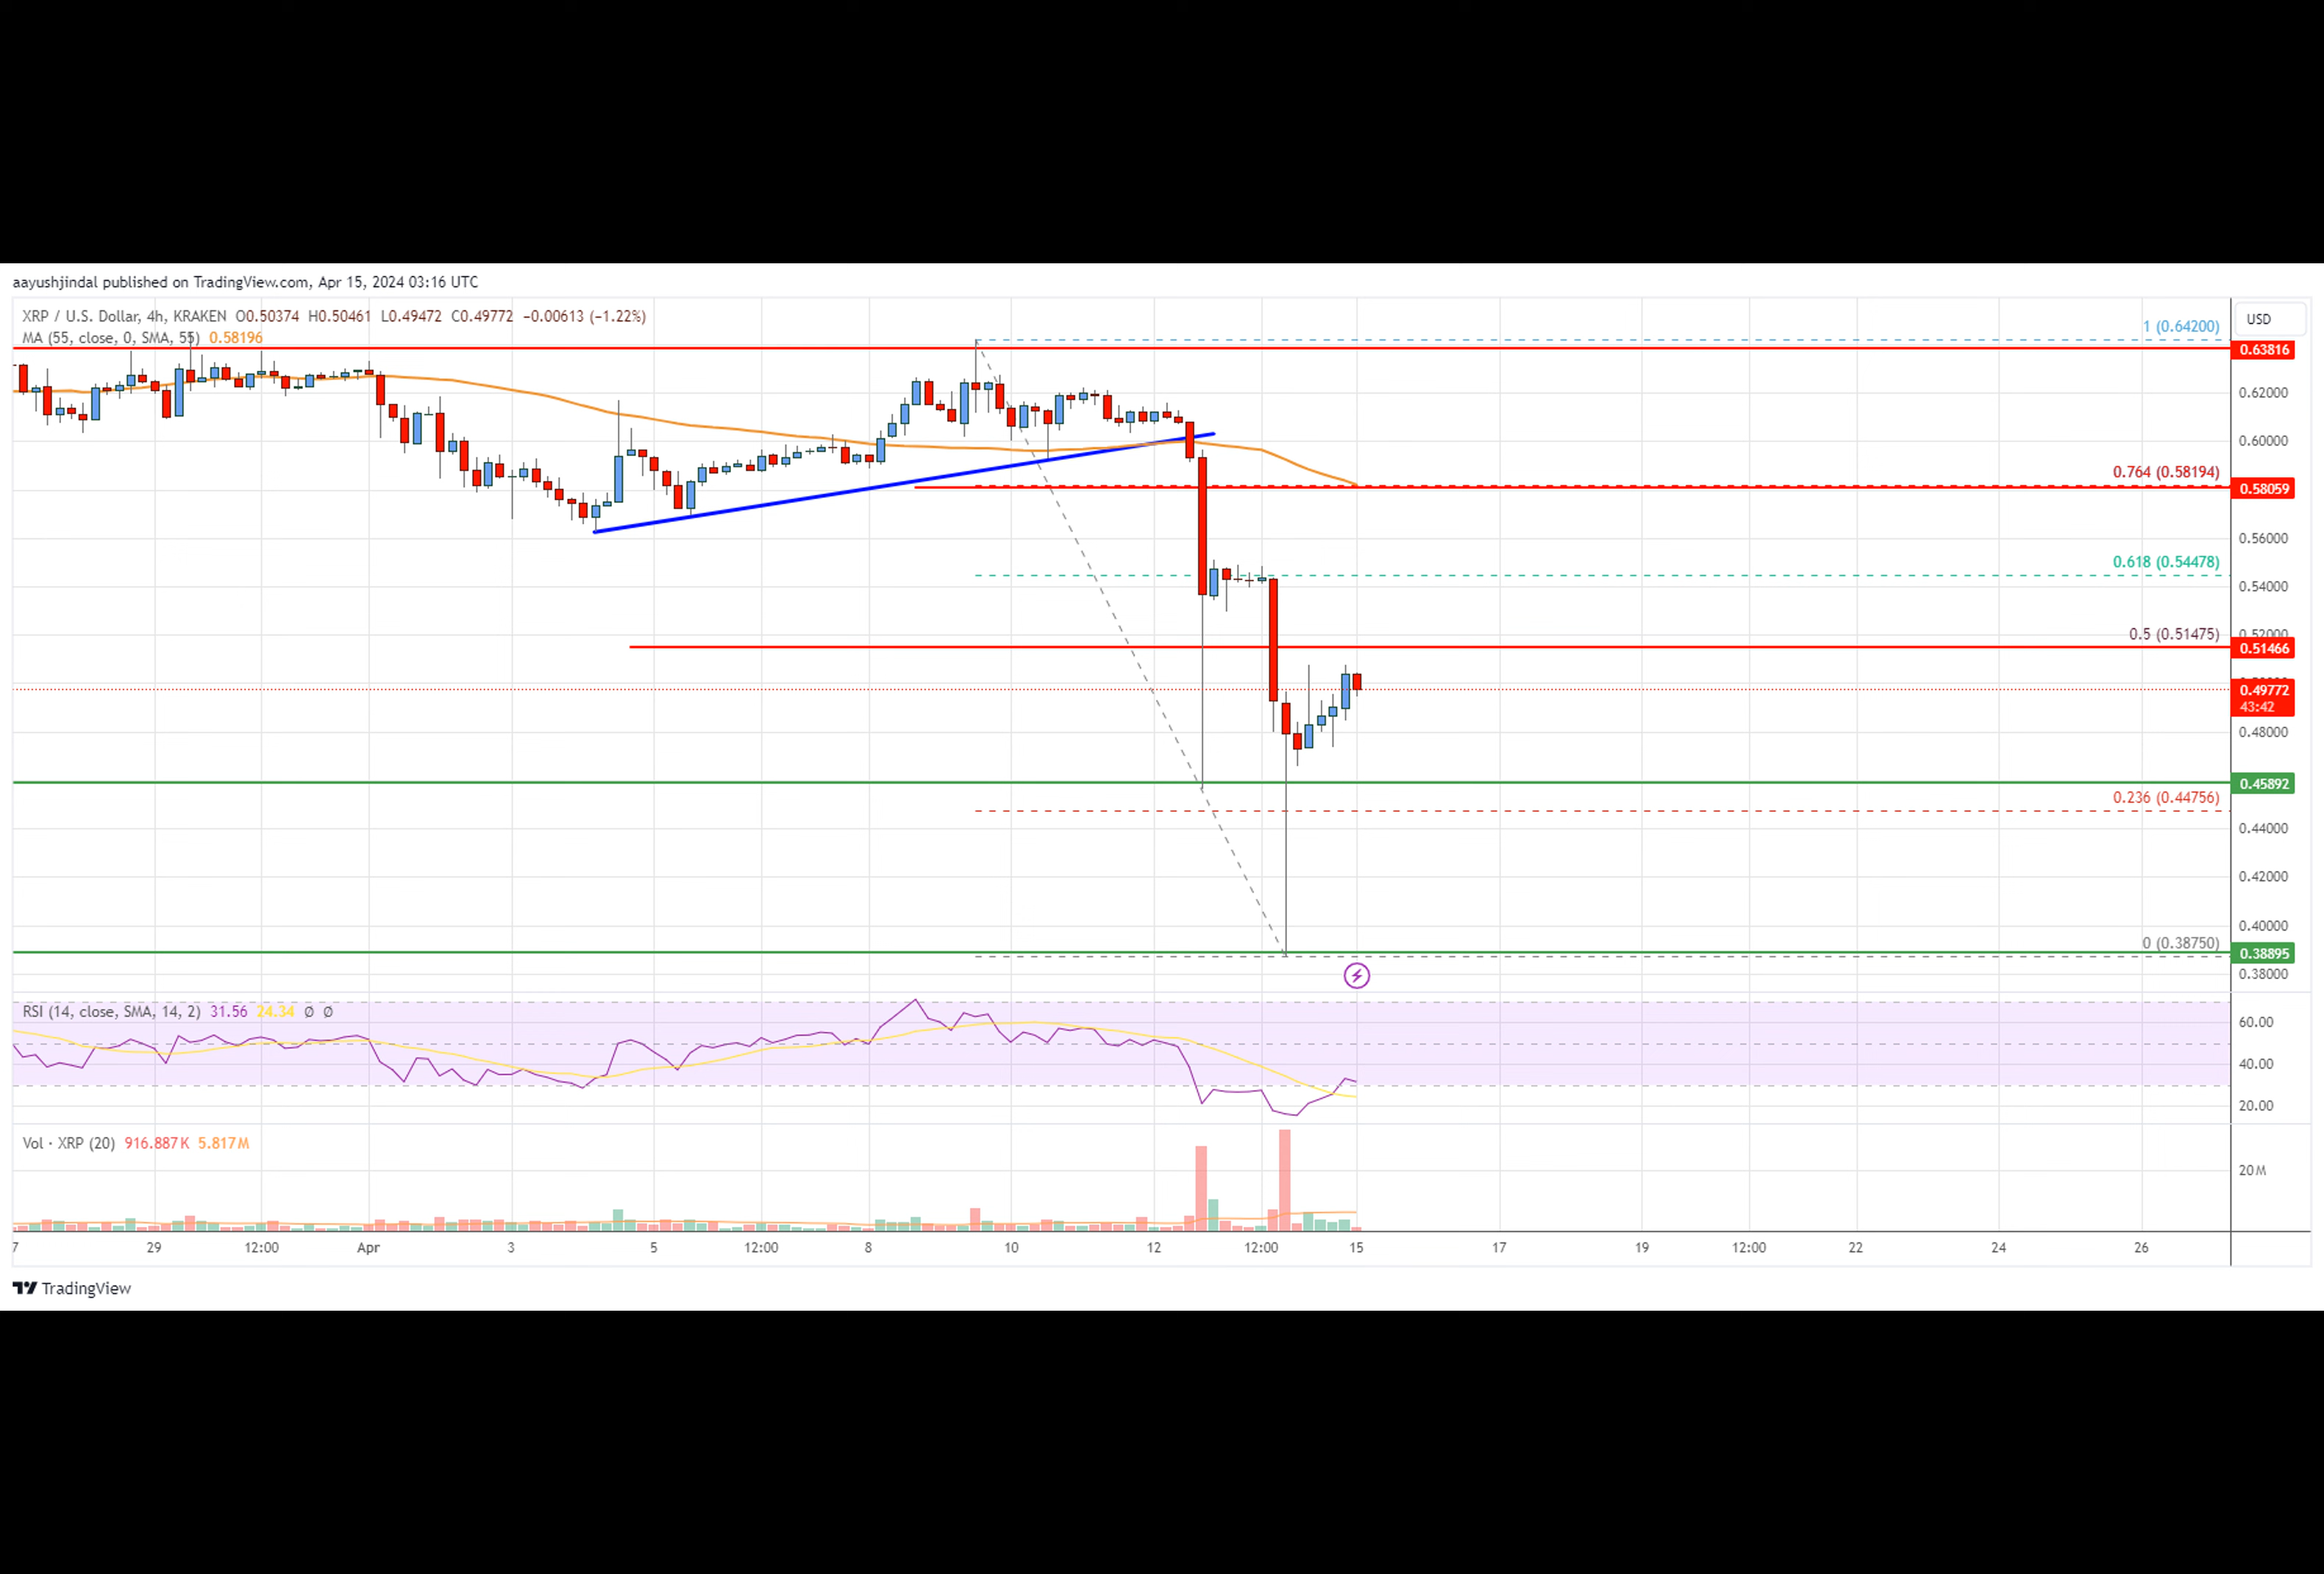 aayushjindal published on TradingView.com, Apr 15, 2024 03:16 UTC
XRP / U.S. Dollar, 4h, KRAKEN O0.50374 H0.50461 L0.49472 C0.49772 −0.00613 (−1.22%)
MA (55, close, 0, SMA, 55) 0.58196
USD
1 (0.64200)
0.63816
0.62000
0.60000
0.764 (0.58194)
0.58059
0.56000
0.618 (0.54478)
0.54000
0.5 (0.51475)
0.52000
0.51466
0.49772
43:42
0.48000
0.45892
0.236 (0.44756)
0.44000
0.42000
0.40000
0 (0.38750)
0.38895
0.38000
RSI (14, close, SMA, 14, 2) 31.56 24.34 Ø Ø
60.00
40.00
20.00
Vol · XRP (20) 916.887K 5.817M
20M
7 29 12:00 Apr 3 5 12:00 8 10 12 12:00 15 17 19 12:00 22 24 26
TradingView